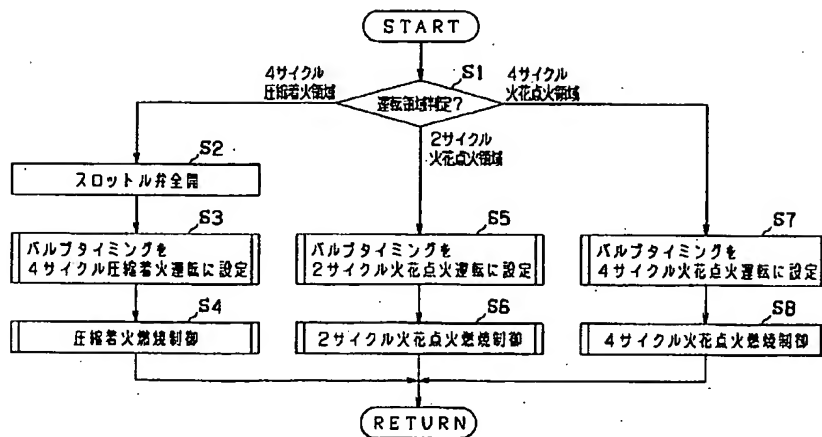 START
S1
4サイクル
圧縮着火領域
運転領域判定?
4サイクル
火花点火領域
2サイクル
火花点火領域
S2
スロットル弁全開
S3
バルブタイミングを
4サイクル圧縮着火運転に設定
S5
バルブタイミングを
2サイクル火花点火運転に設定
S7
バルブタイミングを
4サイクル火花点火運転に設定
S4
圧縮着火燃焼制御
S6
2サイクル火花点火燃焼制御
S8
4サイクル火花点火燃焼制御
RETURN